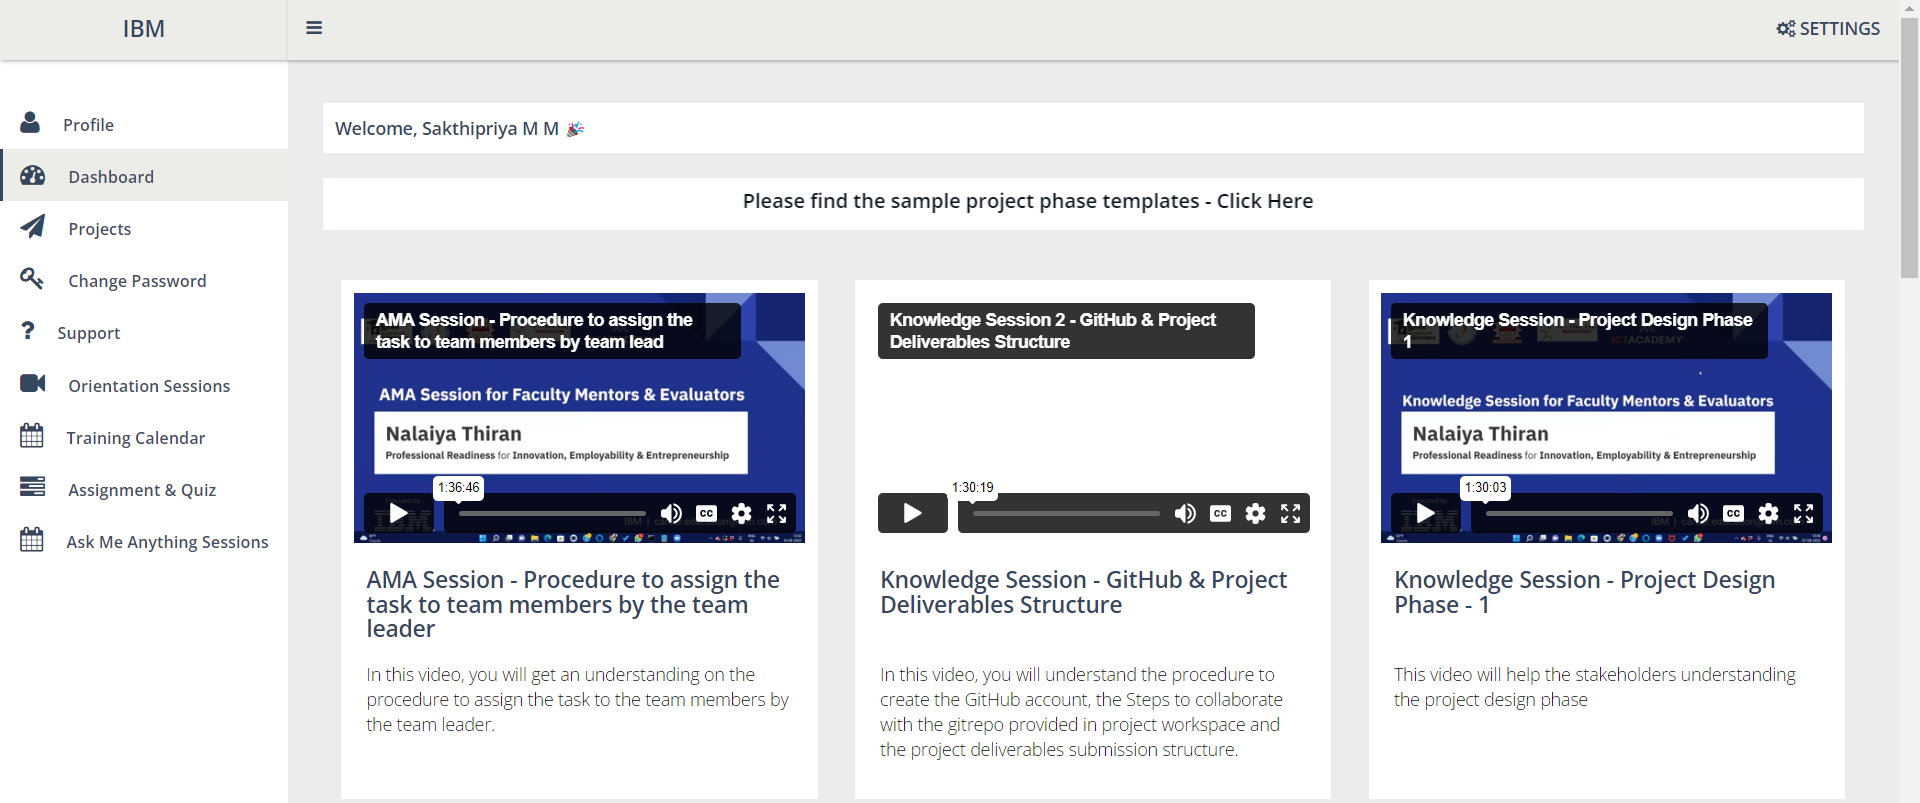 IBM
SETTINGS
Profile
Dashboard
Projects
Change Password
Support
Orientation Sessions
Training Calendar
Assignment & Quiz
Ask Me Anything Sessions
Welcome, Sakthipriya M M 🎉
Please find the sample project phase templates - Click Here
AMA Session - Procedure to assign the
task to team members by team lead
AMA Session for Faculty Mentors & Evaluators
Nalaiya Thiran
Professional Readiness for Innovation, Employability & Entrepreneurship
1:36:46
CC
AMA Session - Procedure to assign the
task to team members by the team
leader
In this video, you will get an understanding on the
procedure to assign the task to the team members by
the team leader.
Knowledge Session 2 - GitHub & Project
Deliverables Structure
1:30:19
CC
Knowledge Session - GitHub & Project
Deliverables Structure
In this video, you will understand the procedure to
create the GitHub account, the Steps to collaborate
with the gitrepo provided in project workspace and
the project deliverables submission structure.
Knowledge Session - Project Design Phase
1
ICTACADEMY
Knowledge Session for Faculty Mentors & Evaluators
Nalaiya Thiran
Professional Readiness for Innovation, Employability & Entrepreneurship
1:30:03
CC
Knowledge Session - Project Design
Phase - 1
This video will help the stakeholders understanding
the project design phase